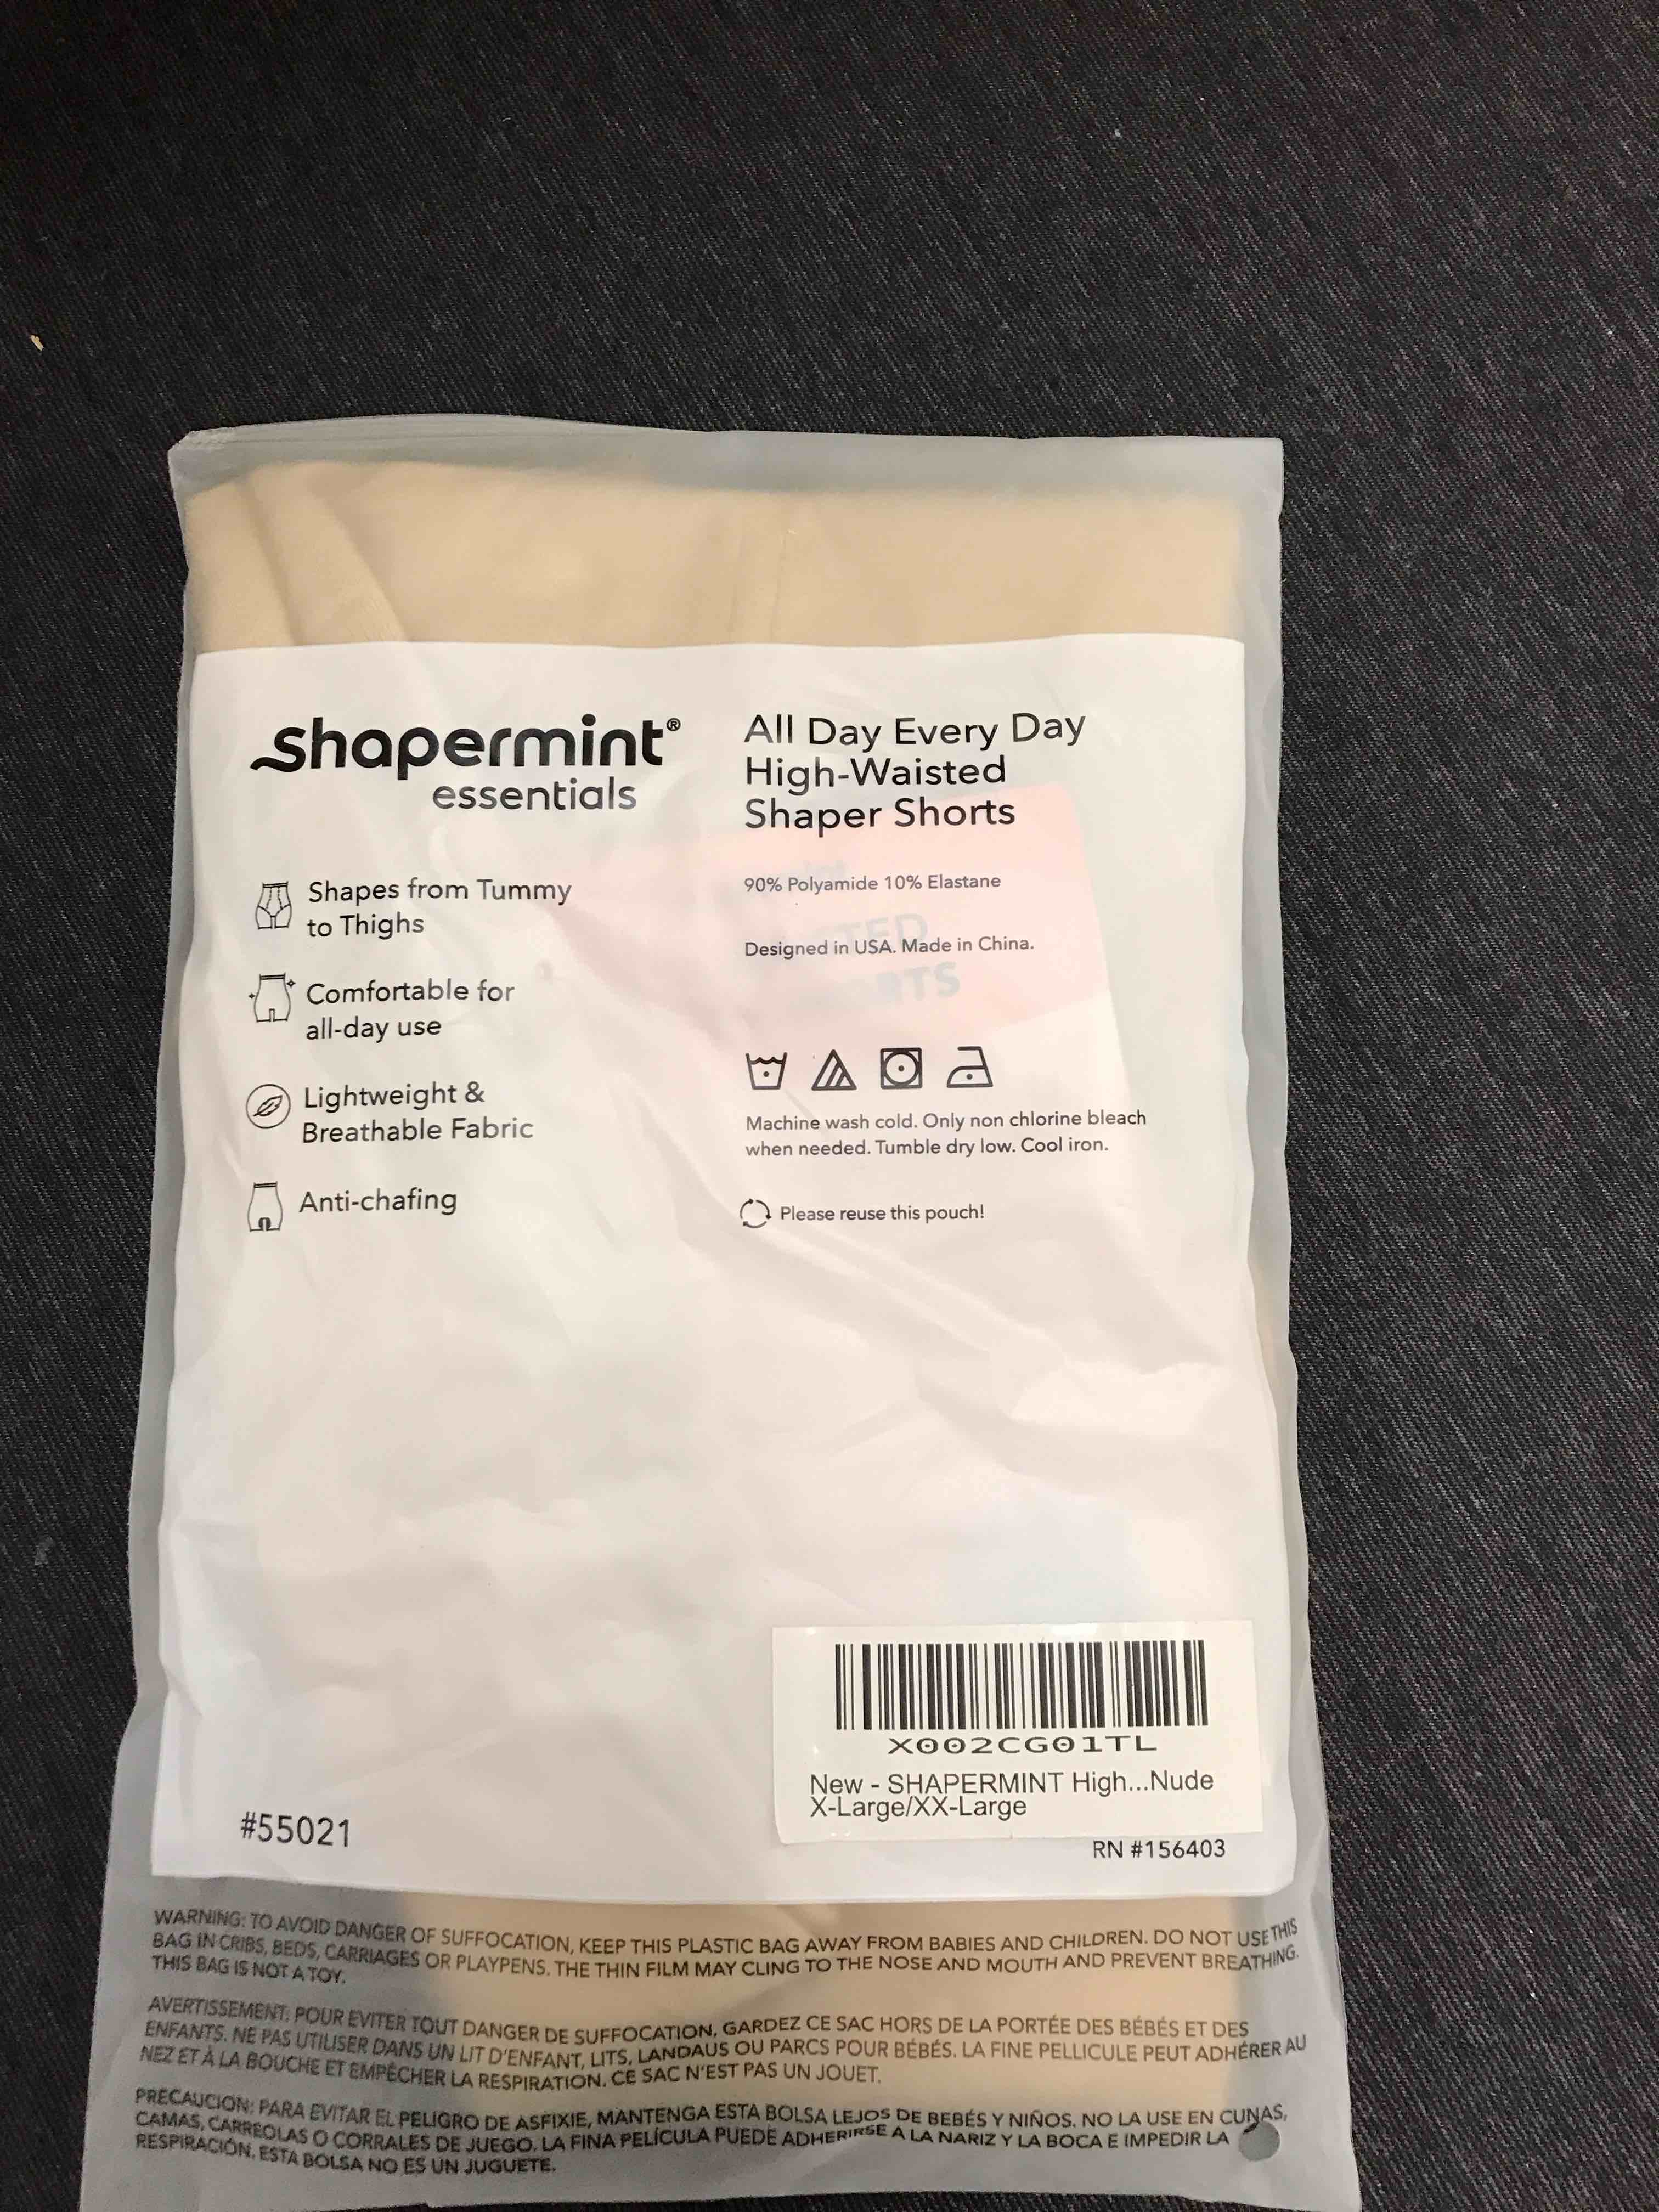 shapermint®
essentials
Shapes from Tummy
to Thighs
Comfortable for
all-day use
Lightweight &
Breathable Fabric
Anti-chafing
All Day Every Day
High-Waisted
Shaper Shorts
90% Polyamide 10% Elastane
Designed in USA. Made in China.
Machine wash cold. Only non chlorine bleach
when needed. Tumble dry low. Cool iron.
Please reuse this pouch!
X002CG01TL
New - SHAPERMINT High...Nude
X-Large/XX-Large
#55021
RN #156403
WARNING: TO AVOID DANGER OF SUFFOCATION, KEEP THIS PLASTIC BAG AWAY FROM BABIES AND CHILDREN. DO NOT USE THIS
BAG IN CRIBS, BEDS, CARRIAGES OR PLAYPENS. THE THIN FILM MAY CLING TO THE NOSE AND MOUTH AND PREVENT BREATHING.
THIS BAG IS NOT A TOY.
AVERTISSEMENT: POUR EVITER TOUT DANGER DE SUFFOCATION, GARDEZ CE SAC HORS DE LA PORTÉE DES BÉBÉS ET DES
ENFANTS. NE PAS UTILISER DANS UN LIT D'ENFANT, LITS, LANDAUS OU PARCS POUR BÉBÉS. LA FINE PELLICULE PEUT ADHÉRER AU
NEZ ET À LA BOUCHE ET EMPÊCHER LA RESPIRATION. CE SAC N'EST PAS UN JOUET.
PRECAUCION: PARA EVITAR EL PELIGRO DE ASFIXIE, MANTENGA ESTA BOLSA LEJOS DE BEBÉS Y NIÑOS. NO LA USE EN CUNAS,
CAMAS, CARREOLAS O CORRALES DE JUEGO. LA FINA PELÍCULA PUEDE ADHERIRSE A LA NARIZ Y LA BOCA E IMPEDIR LA
RESPIRACIÓN. ESTA BOLSA NO ES UN JUGUETE.